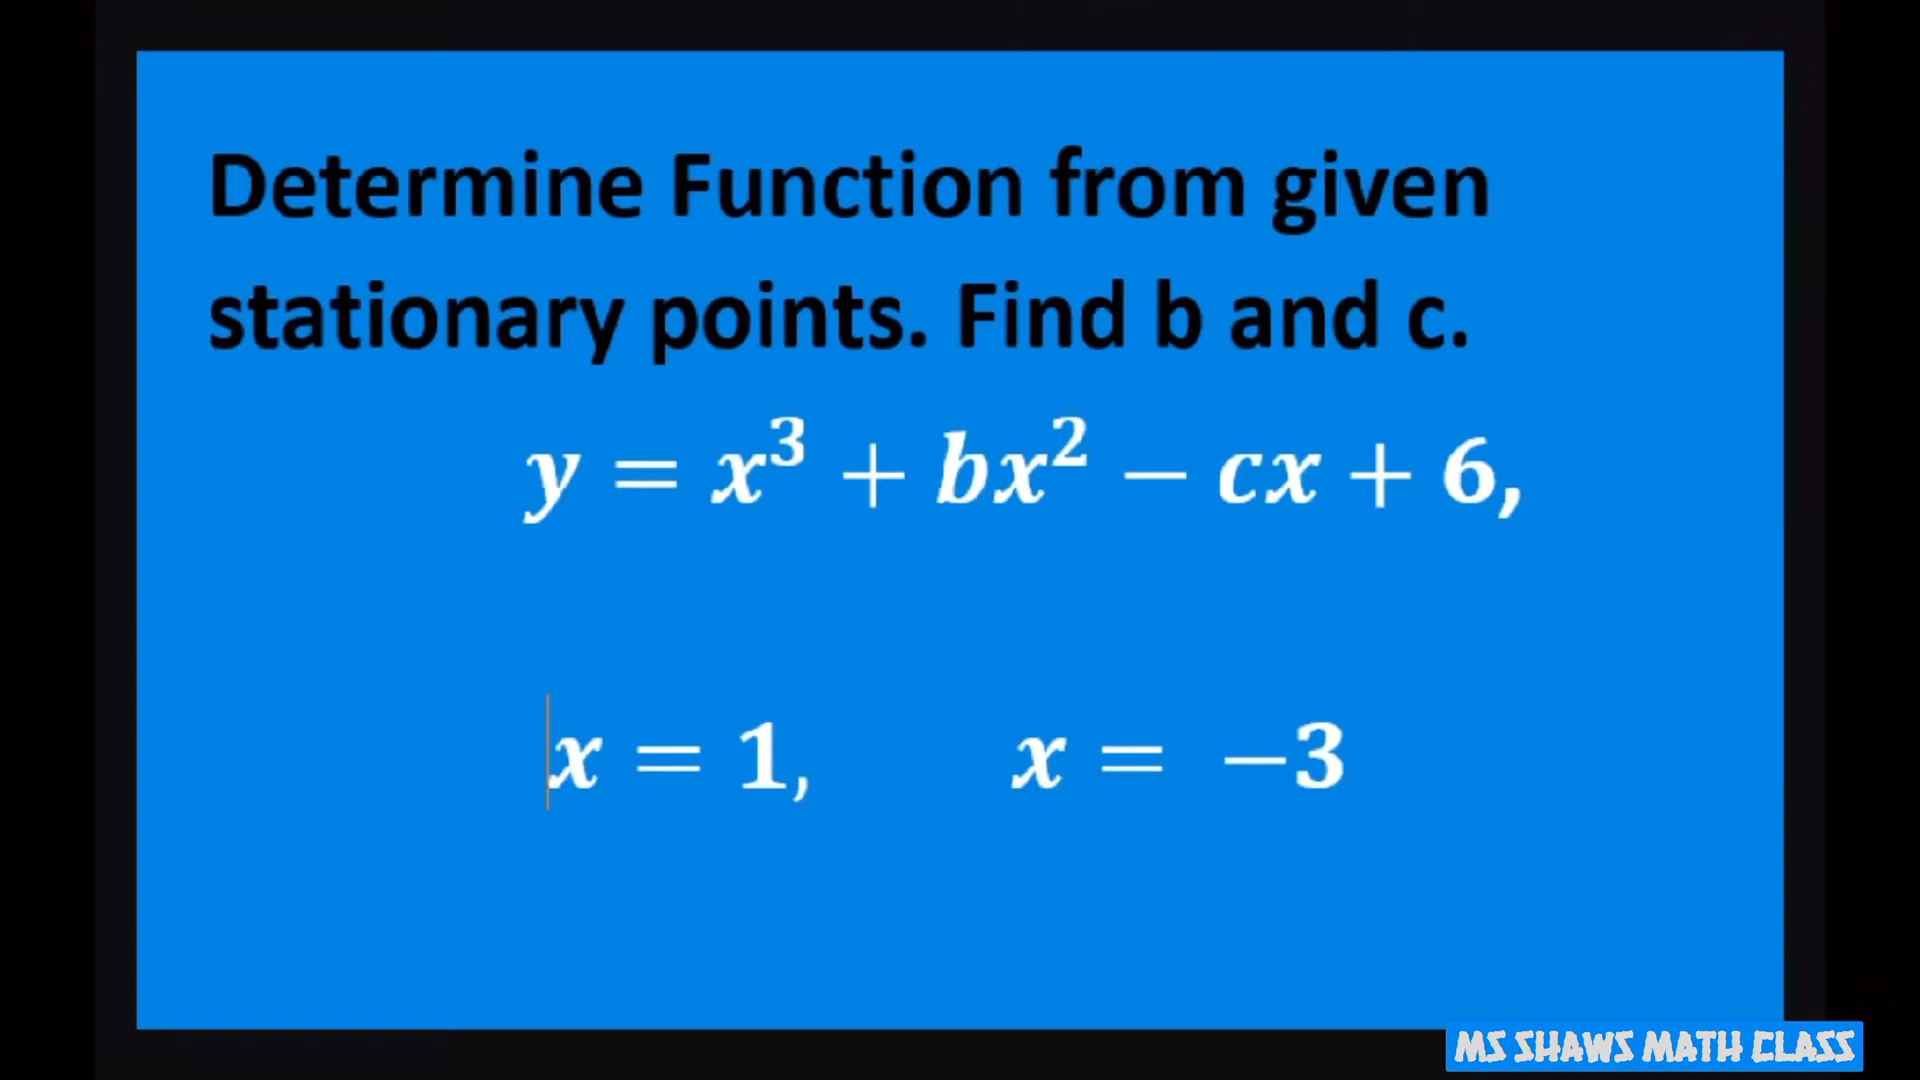 Determine Function from given
stationary points. Find b and c.
y = x³ + bx² − cx + 6,
x = 1, x = −3
MS SHAWS MATH CLASS